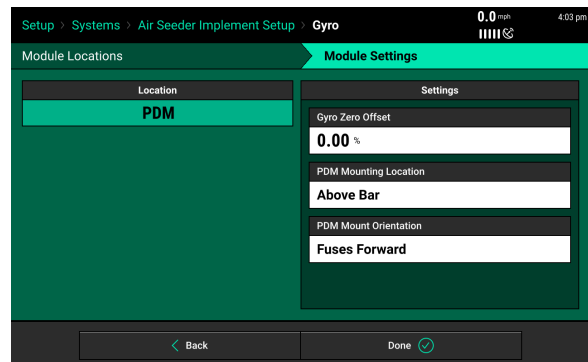 Setup > Systems > Air Seeder Implement Setup > Gyro
0.0 mph
4:03 pm
Module Locations
Module Settings
Location
PDM
Settings
Gyro Zero Offset
0.00 %
PDM Mounting Location
Above Bar
PDM Mount Orientation
Fuses Forward
< Back
Done